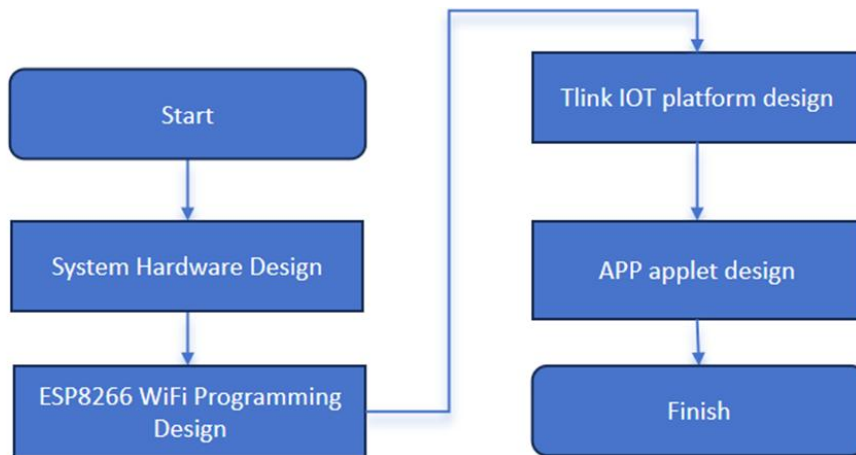 Start
System Hardware Design
ESP8266 WiFi Programming
Design
Tlink IOT platform design
APP applet design
Finish